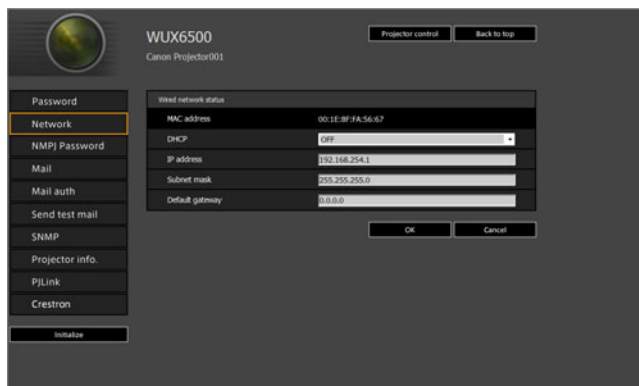 WUX6500
Projector control
Back to top
Canon Projector001
Password
Network
NMPJ Password
Mail
Mail auth
Send test mail
SNMP
Projector info.
PJLink
Crestron
Initialize
Wired network status
MAC address 00:1E:8F:FA:56:67
DHCP OFF
IP address 192.168.254.1
Subnet mask 255.255.255.0
Default gateway 0.0.0.0
OK
Cancel